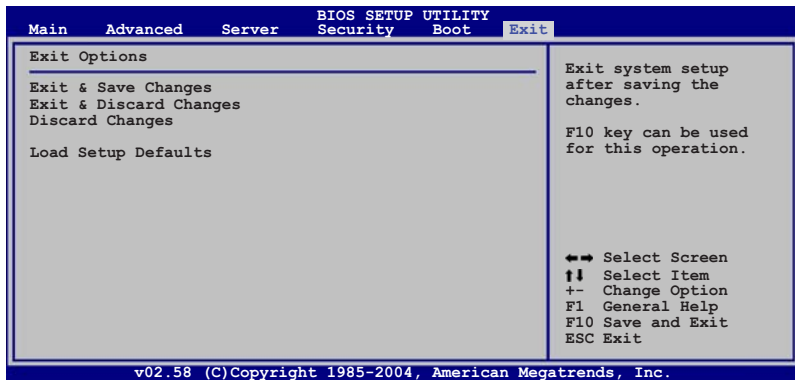 BIOS SETUP UTILITY
Main Advanced Server Security Boot Exit
Exit Options
Exit & Save Changes
Exit & Discard Changes
Discard Changes
Load Setup Defaults
Exit system setup
after saving the
changes.
F10 key can be used
for this operation.
←→ Select Screen
↑↓ Select Item
+- Change Option
F1 General Help
F10 Save and Exit
ESC Exit
v02.58 (C)Copyright 1985-2004, American Megatrends, Inc.